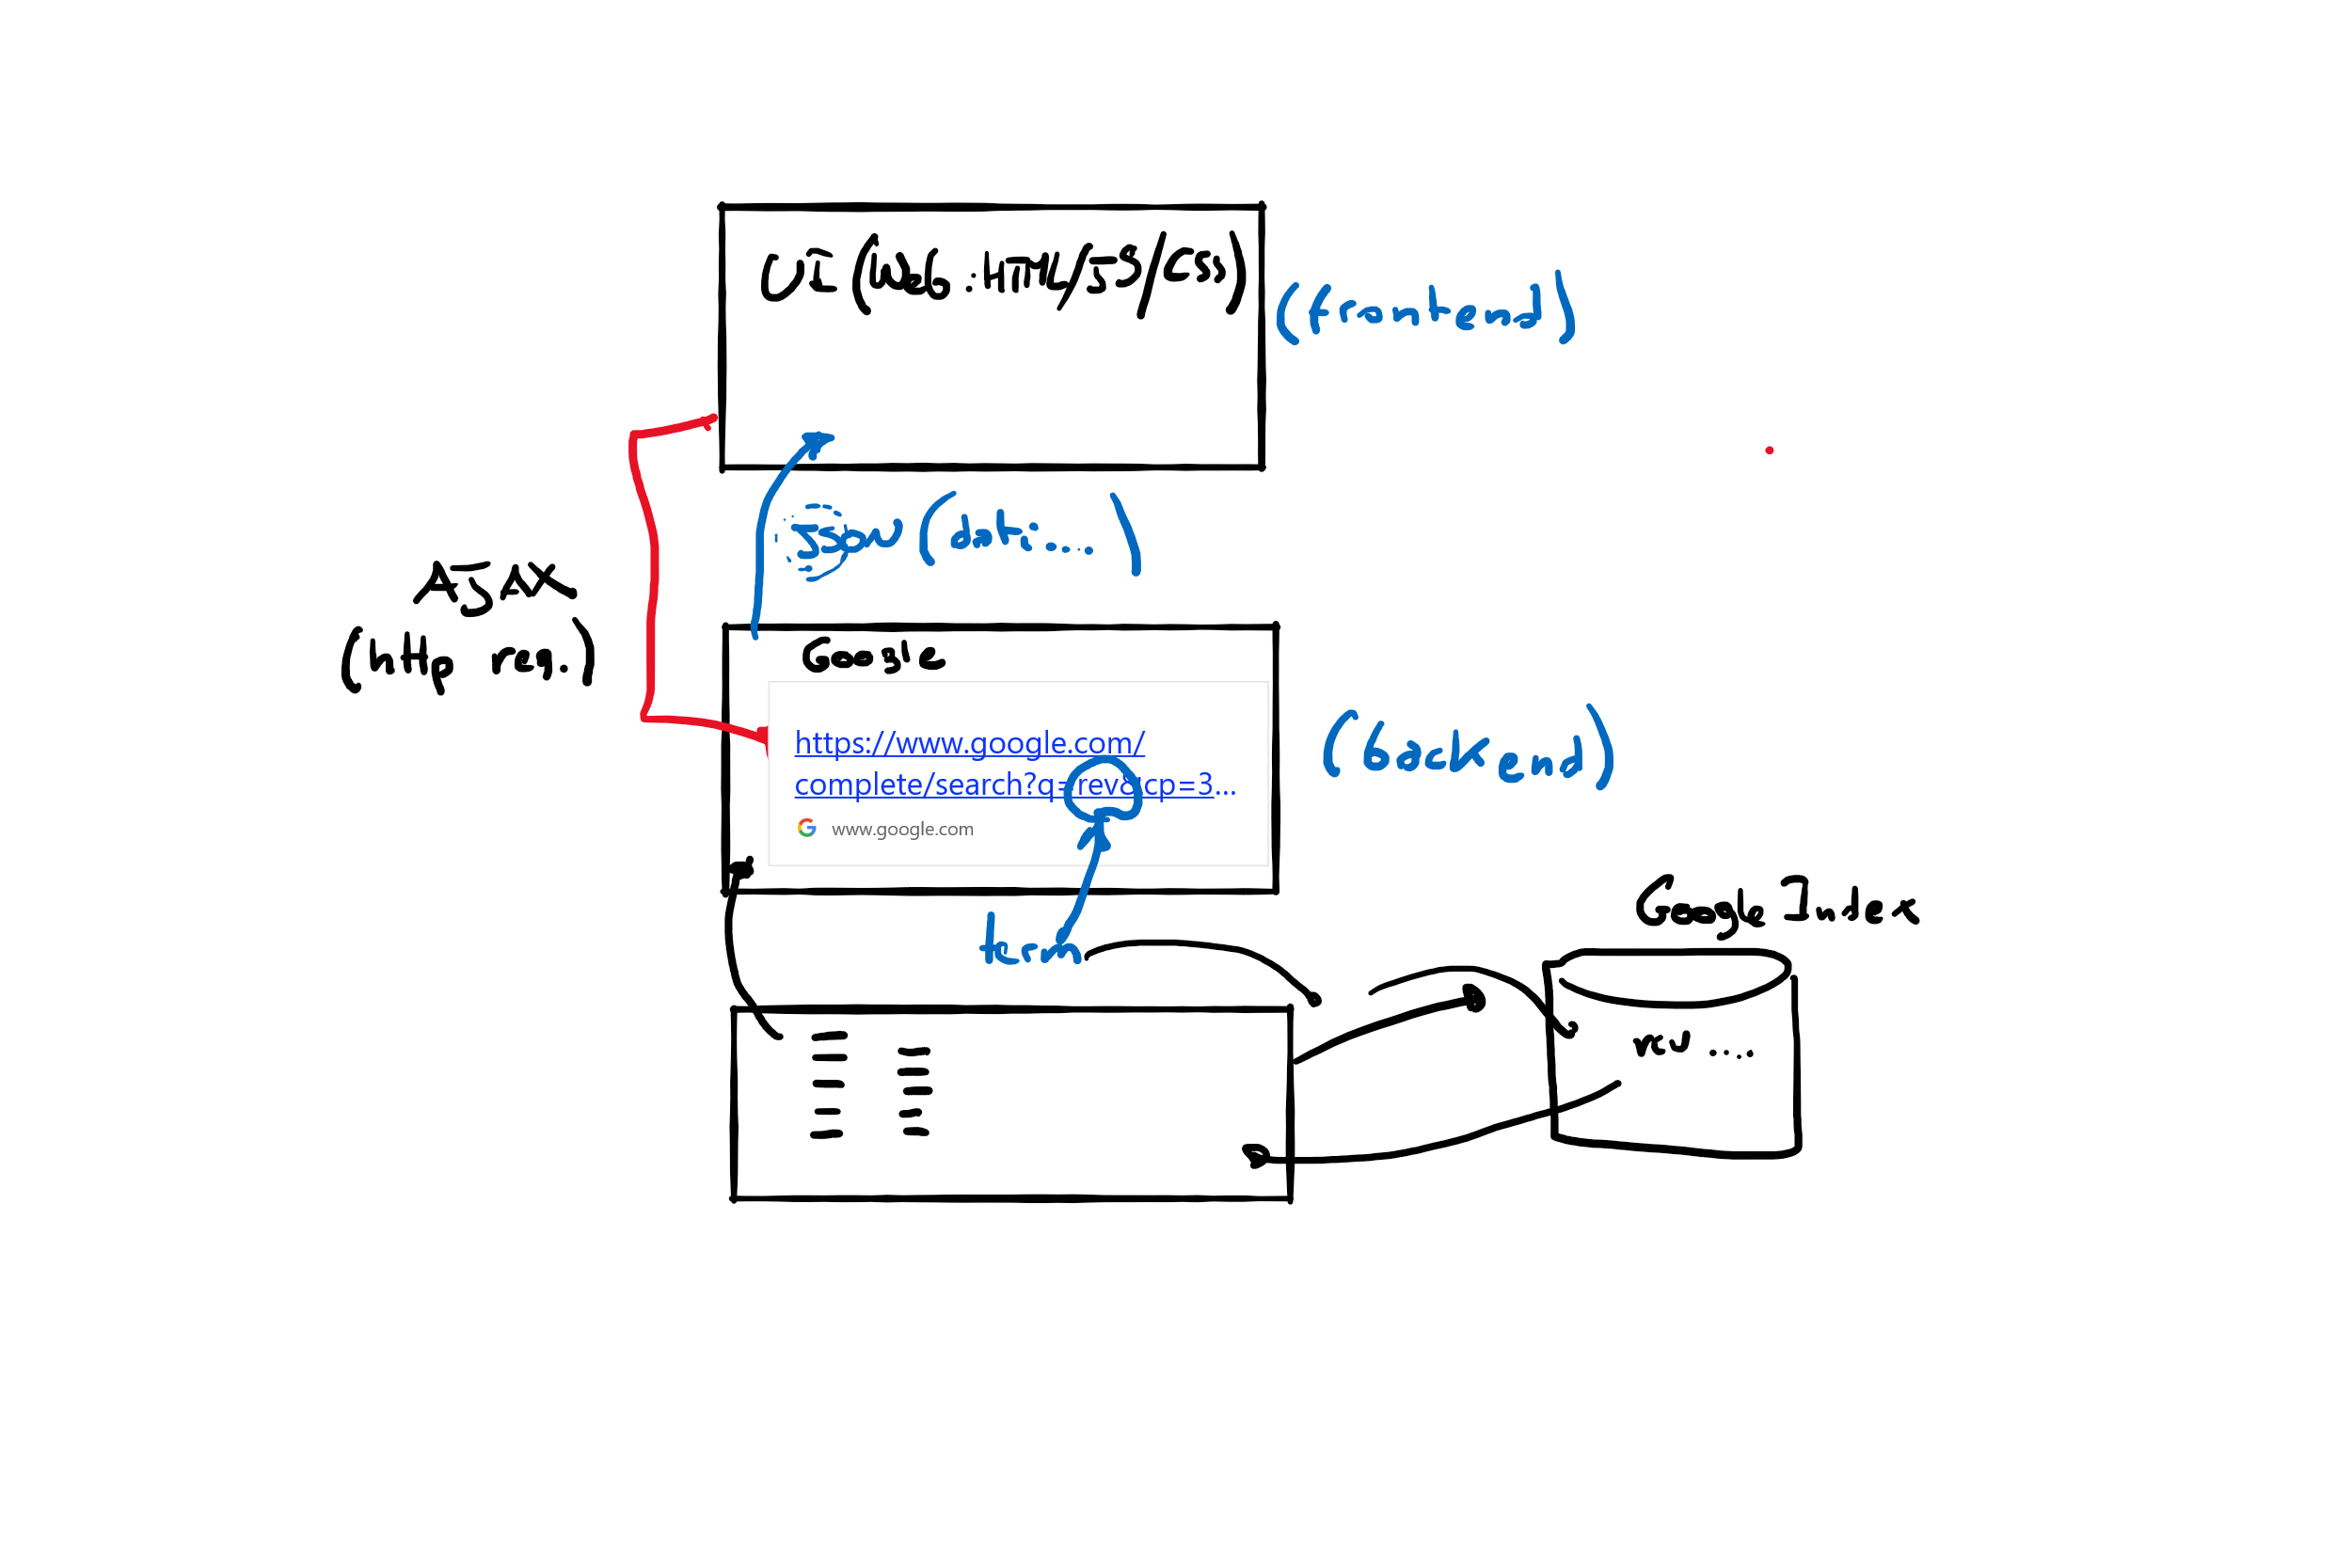 UI (Web: HTML/JS/CSS)
(frontend)
JSON (dati....)
AJAX
(http req.)
Google
https://www.google.com/
complete/search?q=rev&cp=3...
www.google.com
(backend)
term
Google Index
rev ....